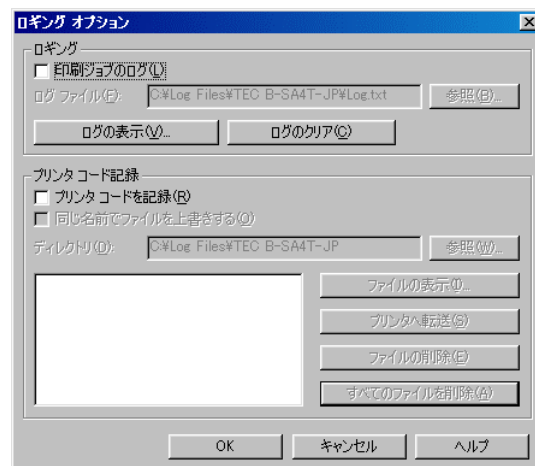 ロギング オプション
ロギング
印刷ジョブのログ(L)
ログ ファイル(F): C:¥Log Files¥TEC B-SA4T-JP¥Log.txt 参照(B)...
ログの表示(V)... ログのクリア(C)
プリンタ コード記録
プリンタ コードを記録(R)
同じ名前でファイルを上書きする(O)
ディレクトリ(D): C:¥Log Files¥TEC B-SA4T-JP 参照(W)...
ファイルの表示(I)...
プリンタへ転送(S)
ファイルの削除(E)
すべてのファイルを削除(A)
OK キャンセル ヘルプ